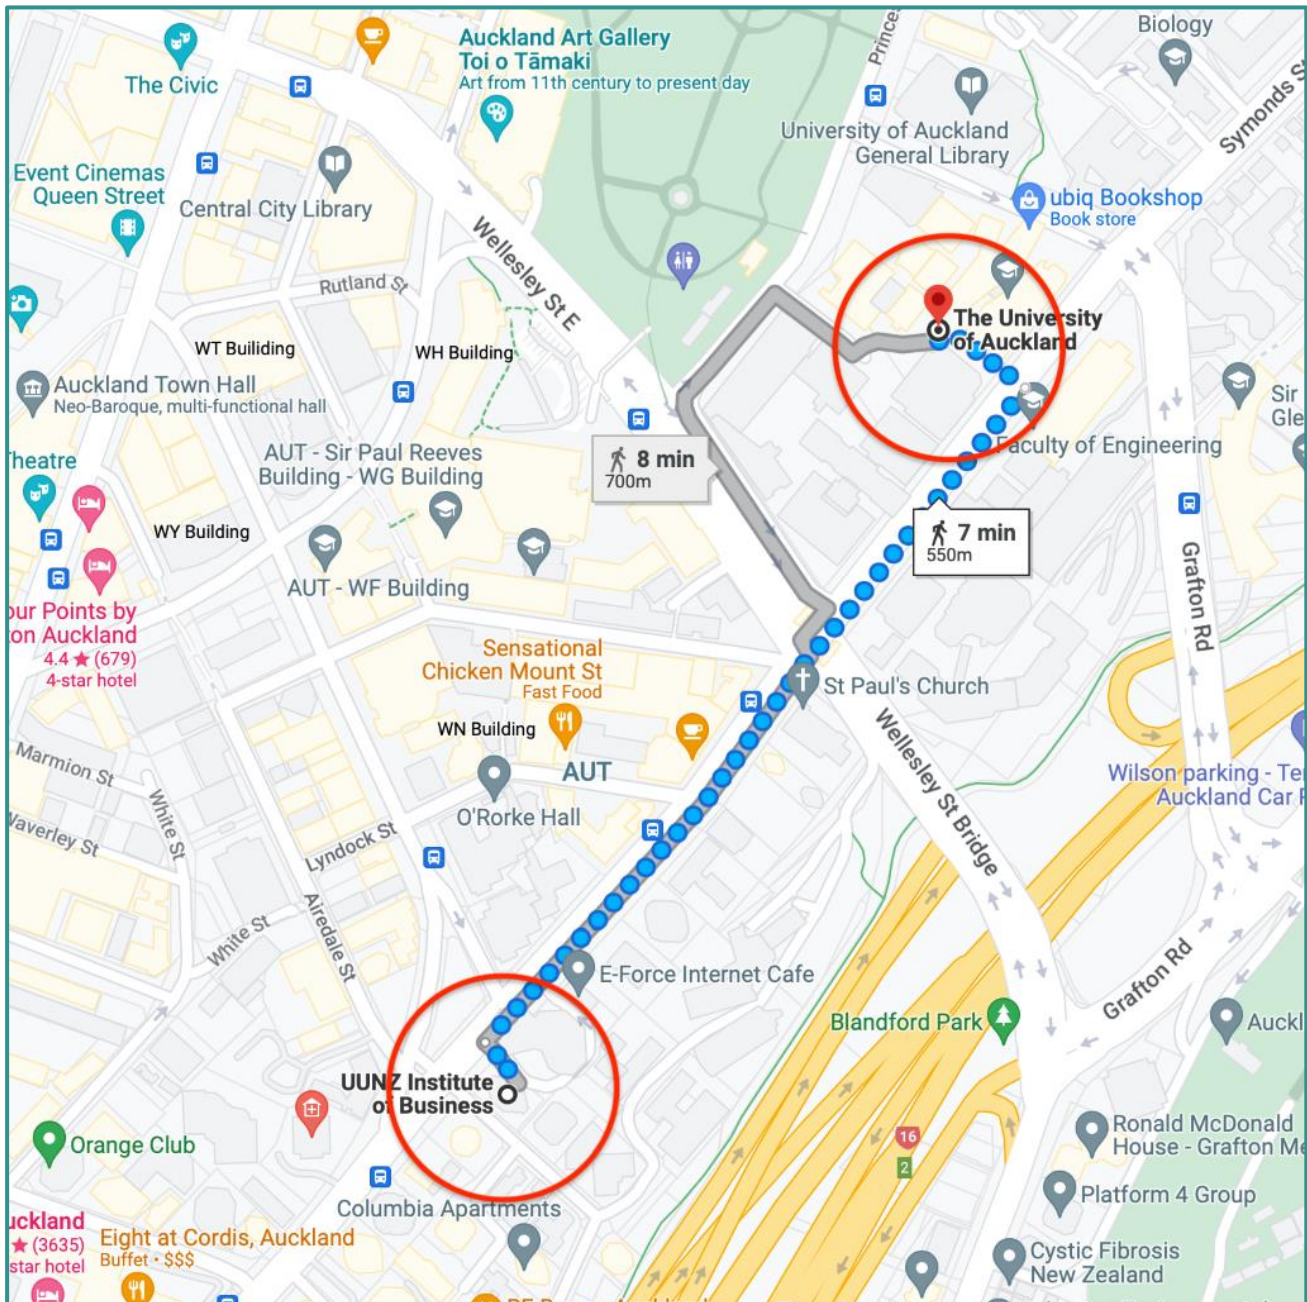 Biology
Auckland Art Gallery
Toi o Tāmaki
Art from 11th century to present day
The Civic
Symonds St
University of Auckland
General Library
Event Cinemas
Queen Street
Central City Library
ubiq Bookshop
Book store
Wellesley St E
Rutland St
The University
of Auckland
WT Builiding
WH Building
Auckland Town Hall
Neo-Baroque, multi-functional hall
Sir
Gle
Faculty of Engineering
8 min
700m
AUT - Sir Paul Reeves
Building - WG Building
Theatre
WY Building
7 min
550m
AUT - WF Building
Grafton Rd
our Points by
on Auckland
4.4 ★ (679)
4-star hotel
Sensational
Chicken Mount St
Fast Food
St Paul's Church
WN Building
Wellesley St Bridge
Marmion St
AUT
Wilson parking - Te
Auckland Car P
White St
O'Rorke Hall
Waverley St
Lyndock St
Airedale St
White St
E-Force Internet Cafe
Grafton Rd
Blandford Park
Auckl
UUNZ Institute
of Business
Ronald McDonald
House - Grafton Me
16
2
Orange Club
Platform 4 Group
Columbia Apartments
uckland
★ (3635)
star hotel
Eight at Cordis, Auckland
Buffet · $$$
Cystic Fibrosis
New Zealand